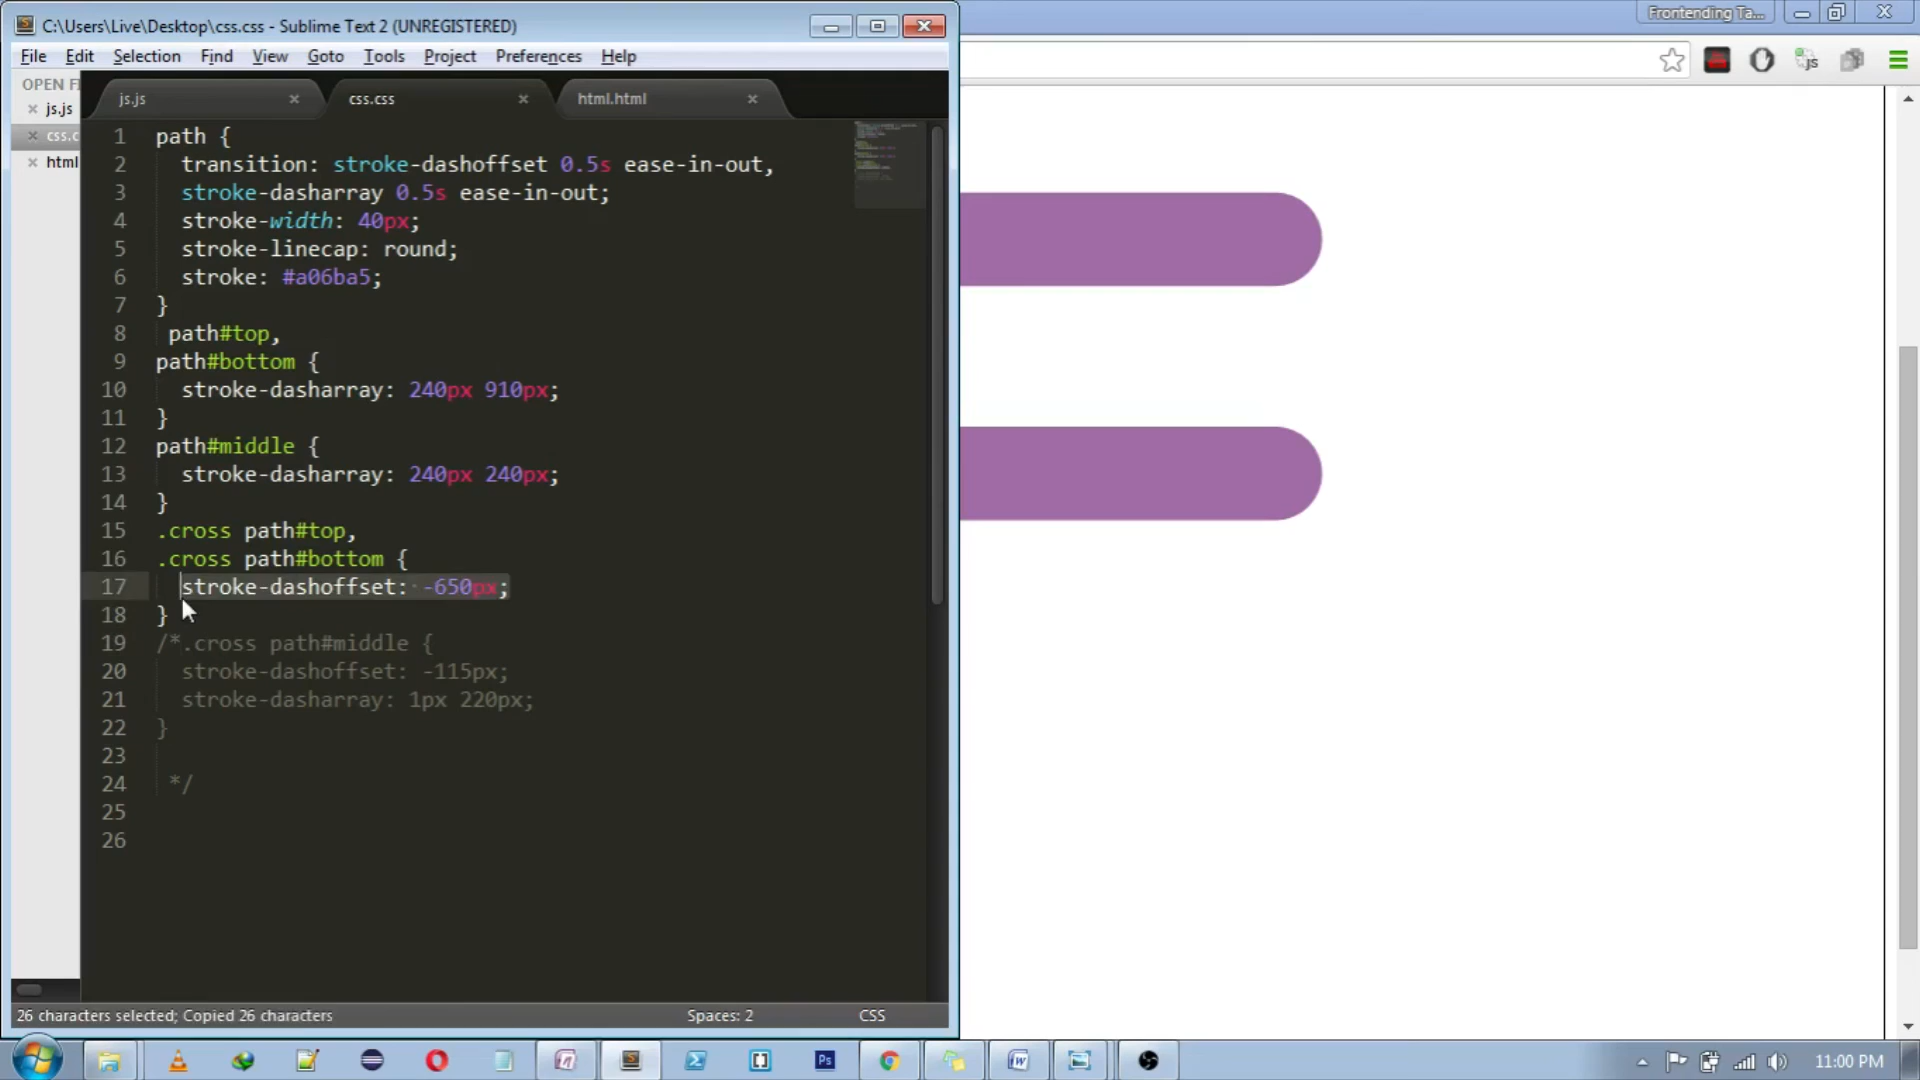 C:\Users\Live\Desktop\css.css - Sublime Text 2 (UNREGISTERED)
Frontending Ta...
File Edit Selection Find View Goto Tools Project Preferences Help
OPEN FI
js.js
css.c
html
js.js
css.css
html.html
JS
1 path {
2 transition: stroke-dashoffset 0.5s ease-in-out,
3 stroke-dasharray 0.5s ease-in-out;
4 stroke-width: 40px;
5 stroke-linecap: round;
6 stroke: #a06ba5;
7 }
8 path#top,
9 path#bottom {
10 stroke-dasharray: 240px 910px;
11 }
12 path#middle {
13 stroke-dasharray: 240px 240px;
14 }
15 .cross path#top,
16 .cross path#bottom {
17 stroke-dashoffset: -650px;
18 }
19 /*.cross path#middle {
20 stroke-dashoffset: -115px;
21 stroke-dasharray: 1px 220px;
22 }
23
24 */
25
26
26 characters selected; Copied 26 characters
Spaces: 2
CSS
Ps
11:00 PM